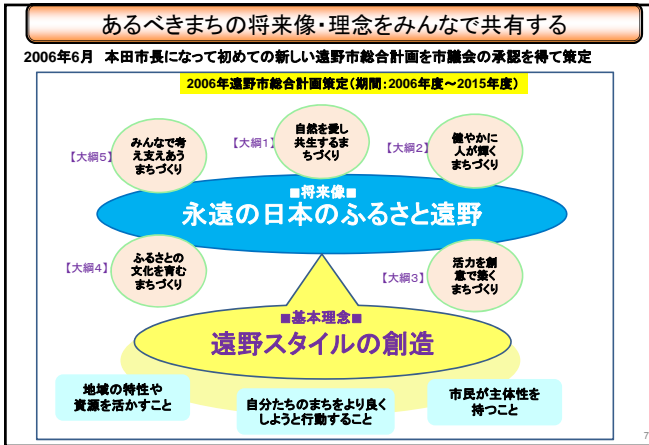 あるべきまちの将来像・理念をみんなで共有する
2006年6月 本田市長になって初めての新しい遠野市総合計画を市議会の承認を得て策定
2006年遠野市総合計画策定(期間:2006年度～2015年度)
【大綱5】
みんなで考
え支えあう
まちづくり
【大綱1】
自然を愛し
共生するま
ちづくり
【大綱2】
健やかに
人が輝く
まちづくり
■将来像■
永遠の日本のふるさと遠野
【大綱4】
ふるさとの
文化を育む
まちづくり
【大綱3】
活力を創
意で築く
まちづくり
■基本理念■
遠野スタイルの創造
地域の特性や
資源を活かすこと
自分たちのまちをより良く
しようと行動すること
市民が主体性を
持つこと
7